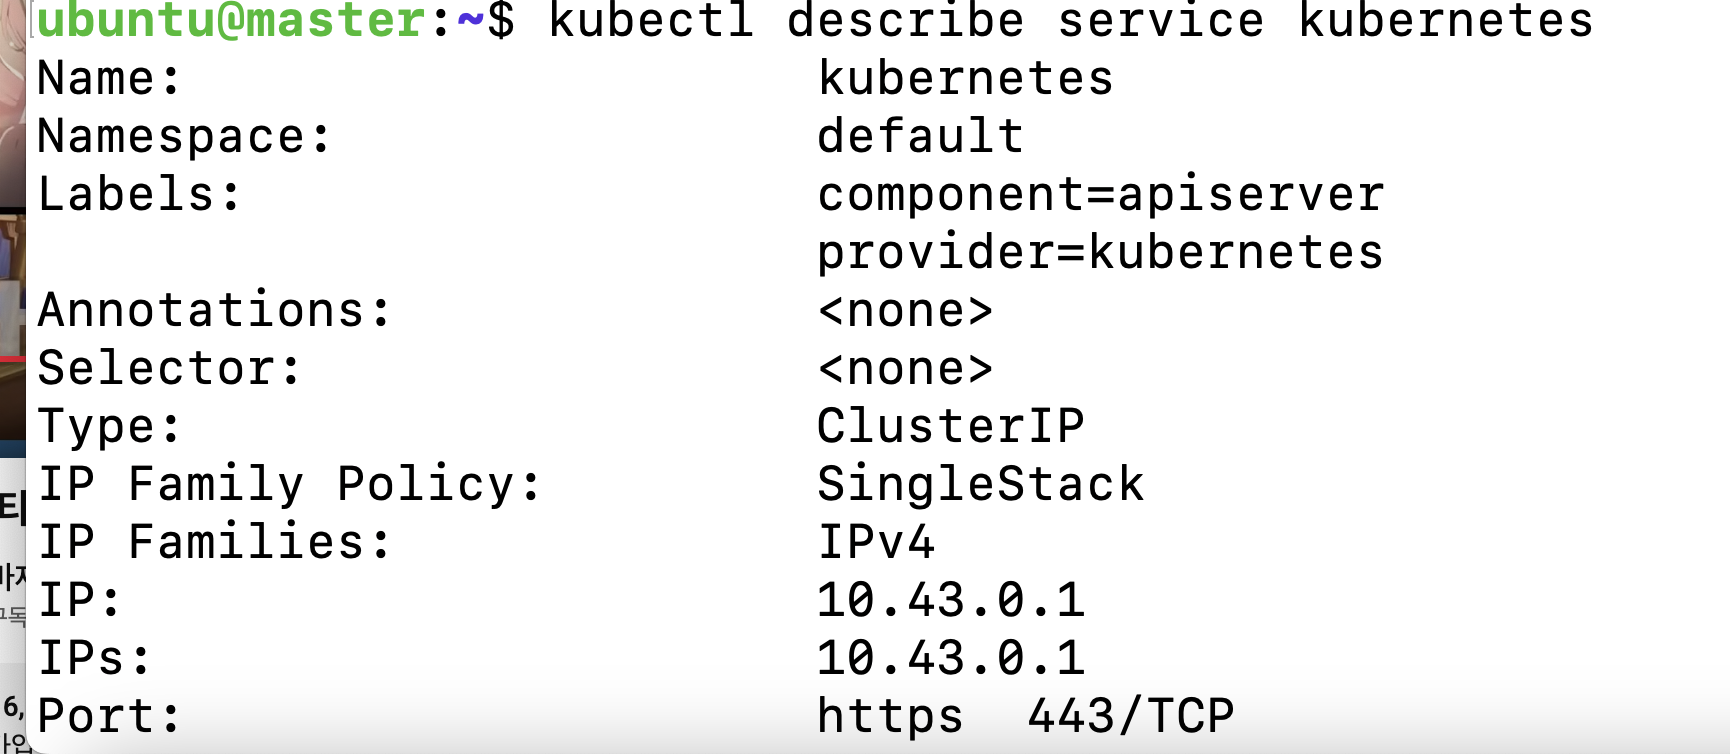 ubuntu@master:~$ kubectl describe service kubernetes
Name: kubernetes
Namespace: default
Labels: component=apiserver
provider=kubernetes
Annotations: <none>
Selector: <none>
Type: ClusterIP
IP Family Policy: SingleStack
IP Families: IPv4
IP: 10.43.0.1
IPs: 10.43.0.1
Port: https 443/TCP
6,